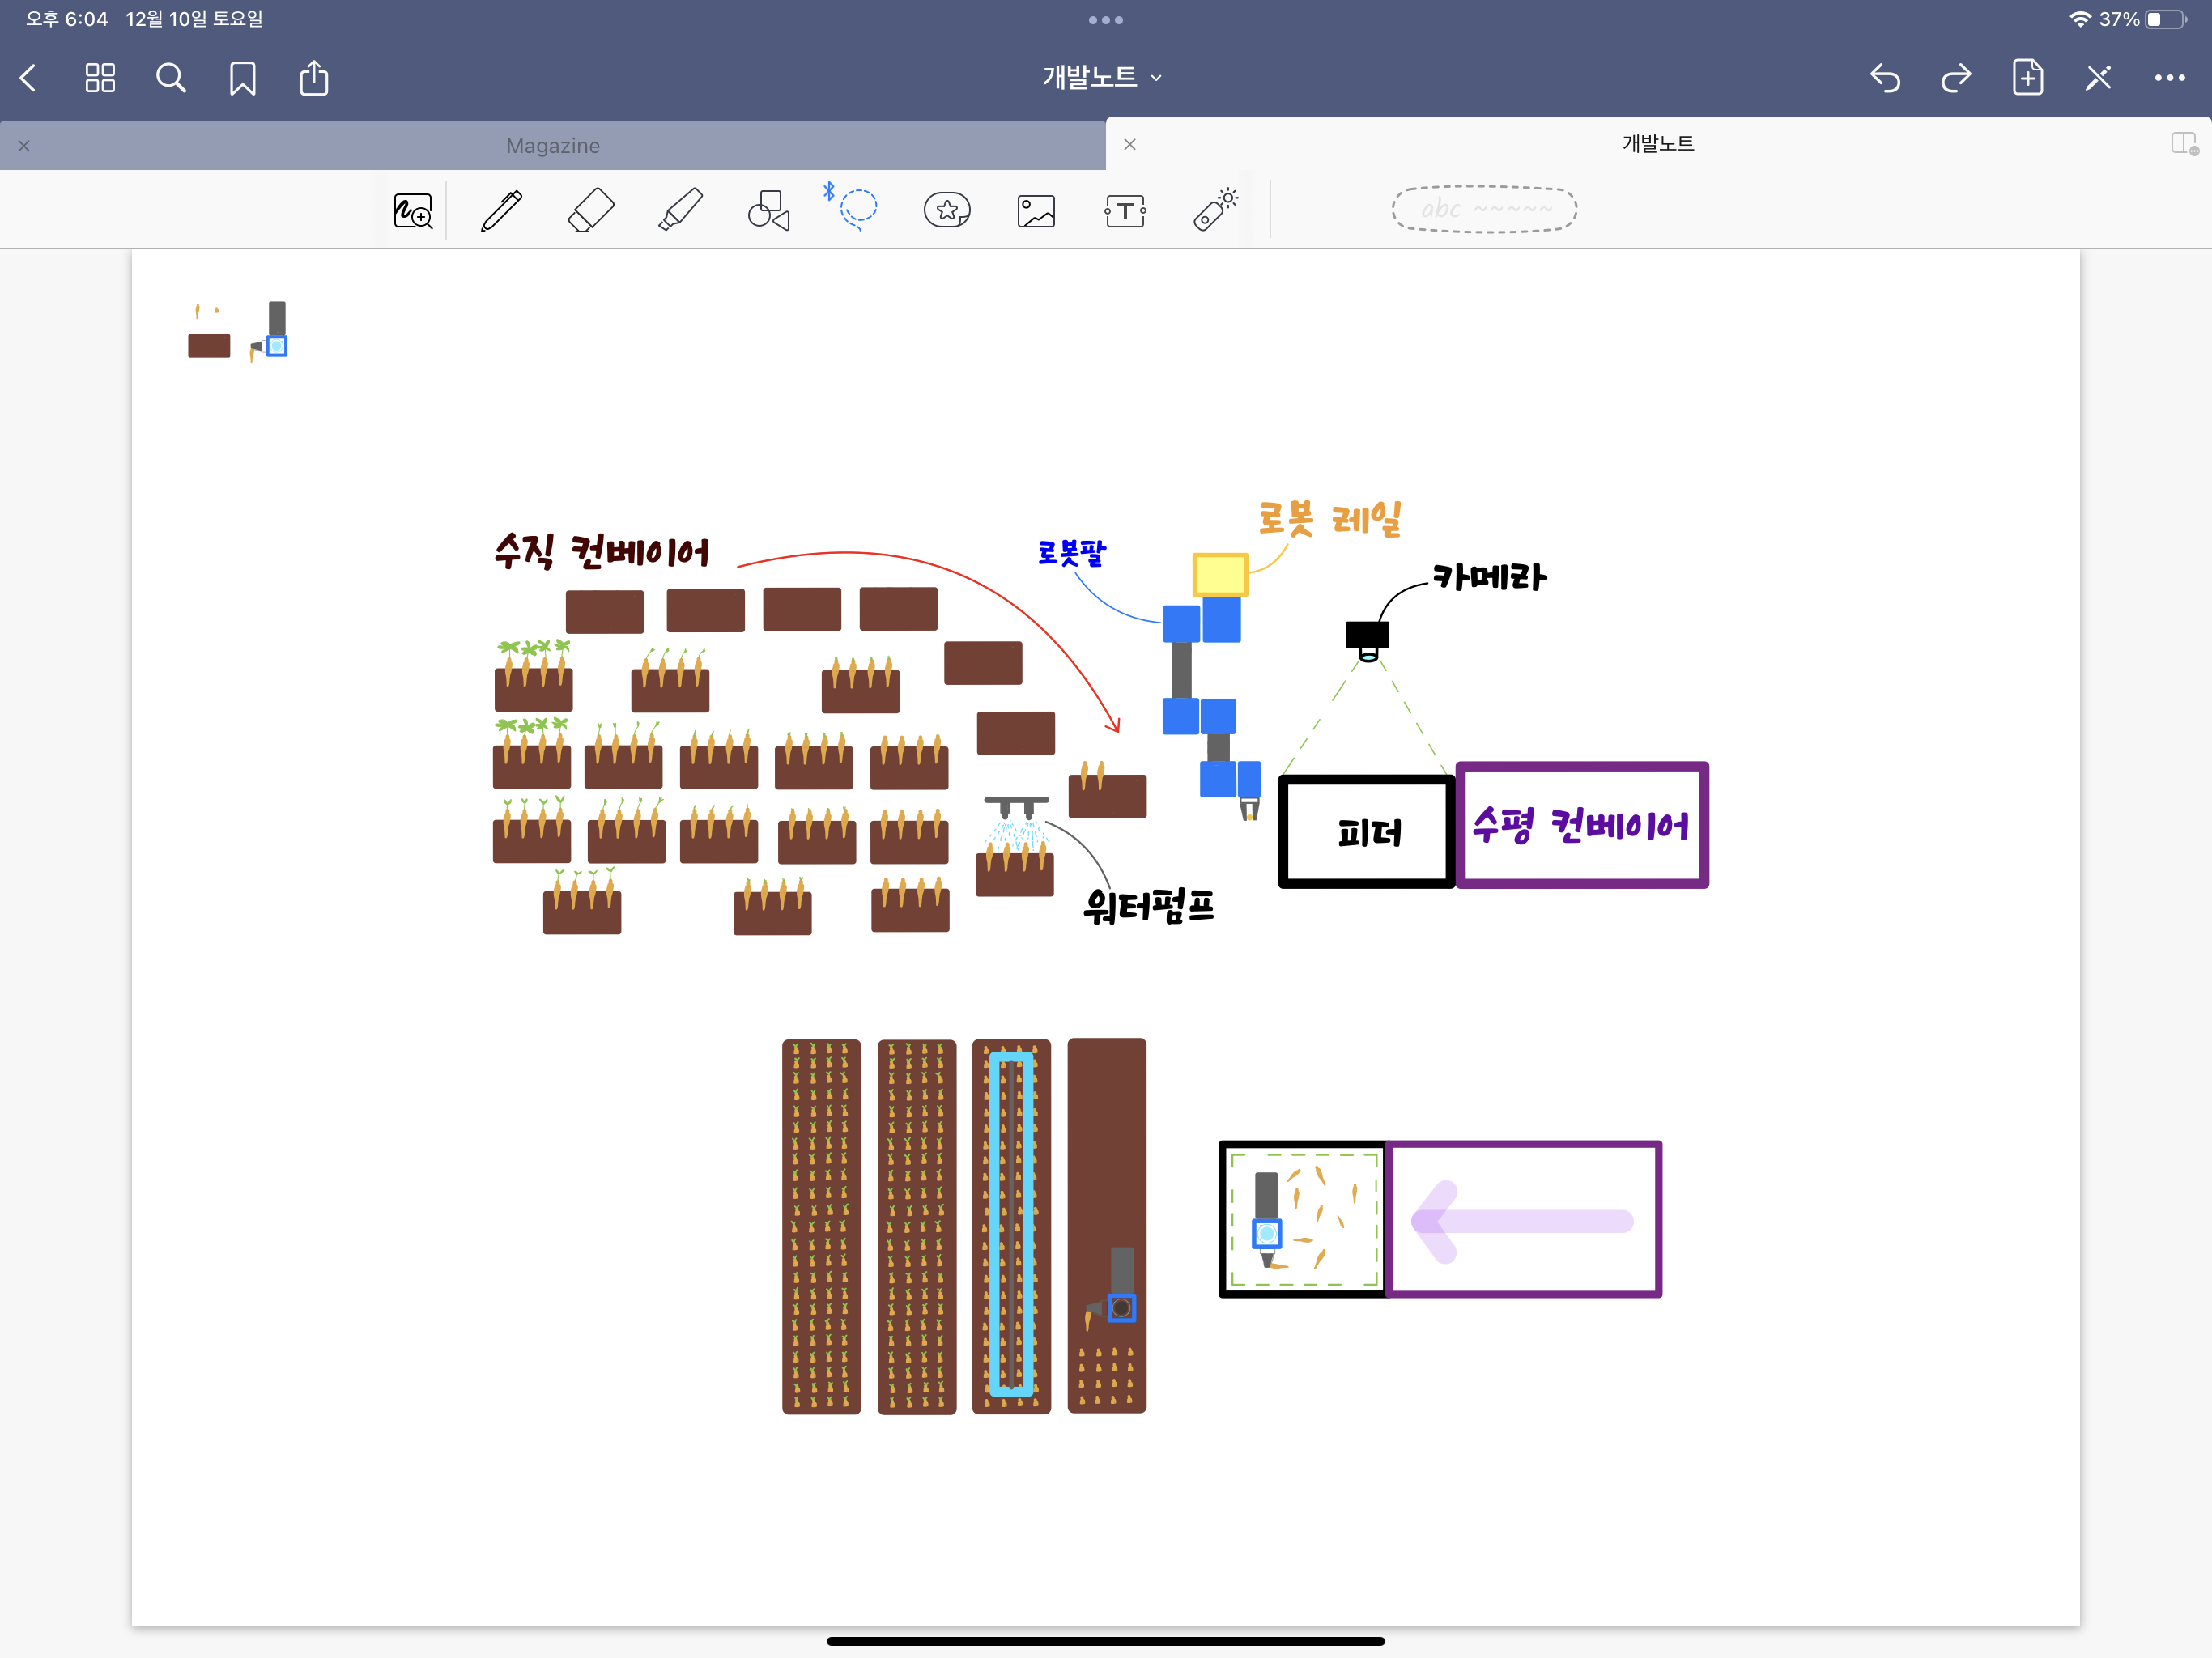 오후 6:04 12월 10일 토요일
37%
개발노트
Magazine
개발노트
T
abc ~~~~~
로봇 레일
수직 컨베이어
로봇팔
카메라
피더
수평 컨베이어
워터펌프